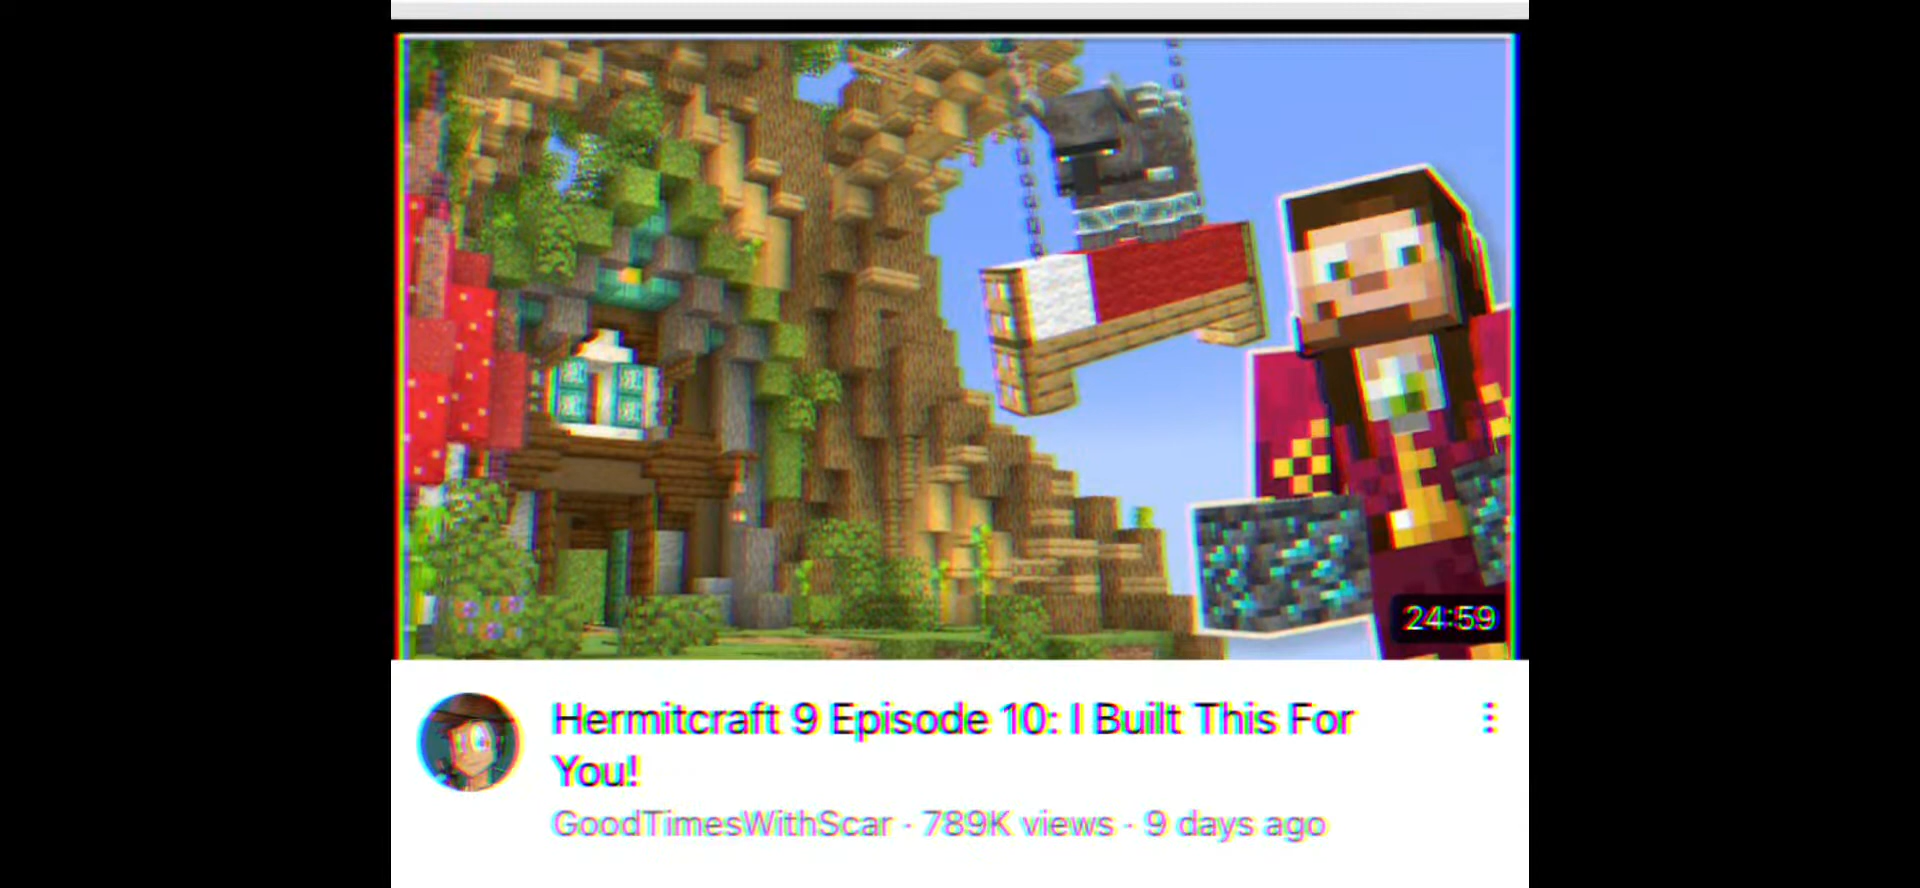 24:59
Hermitcraft 9 Episode 10: I Built This For
You!
GoodTimesWithScar · 789K views · 9 days ago